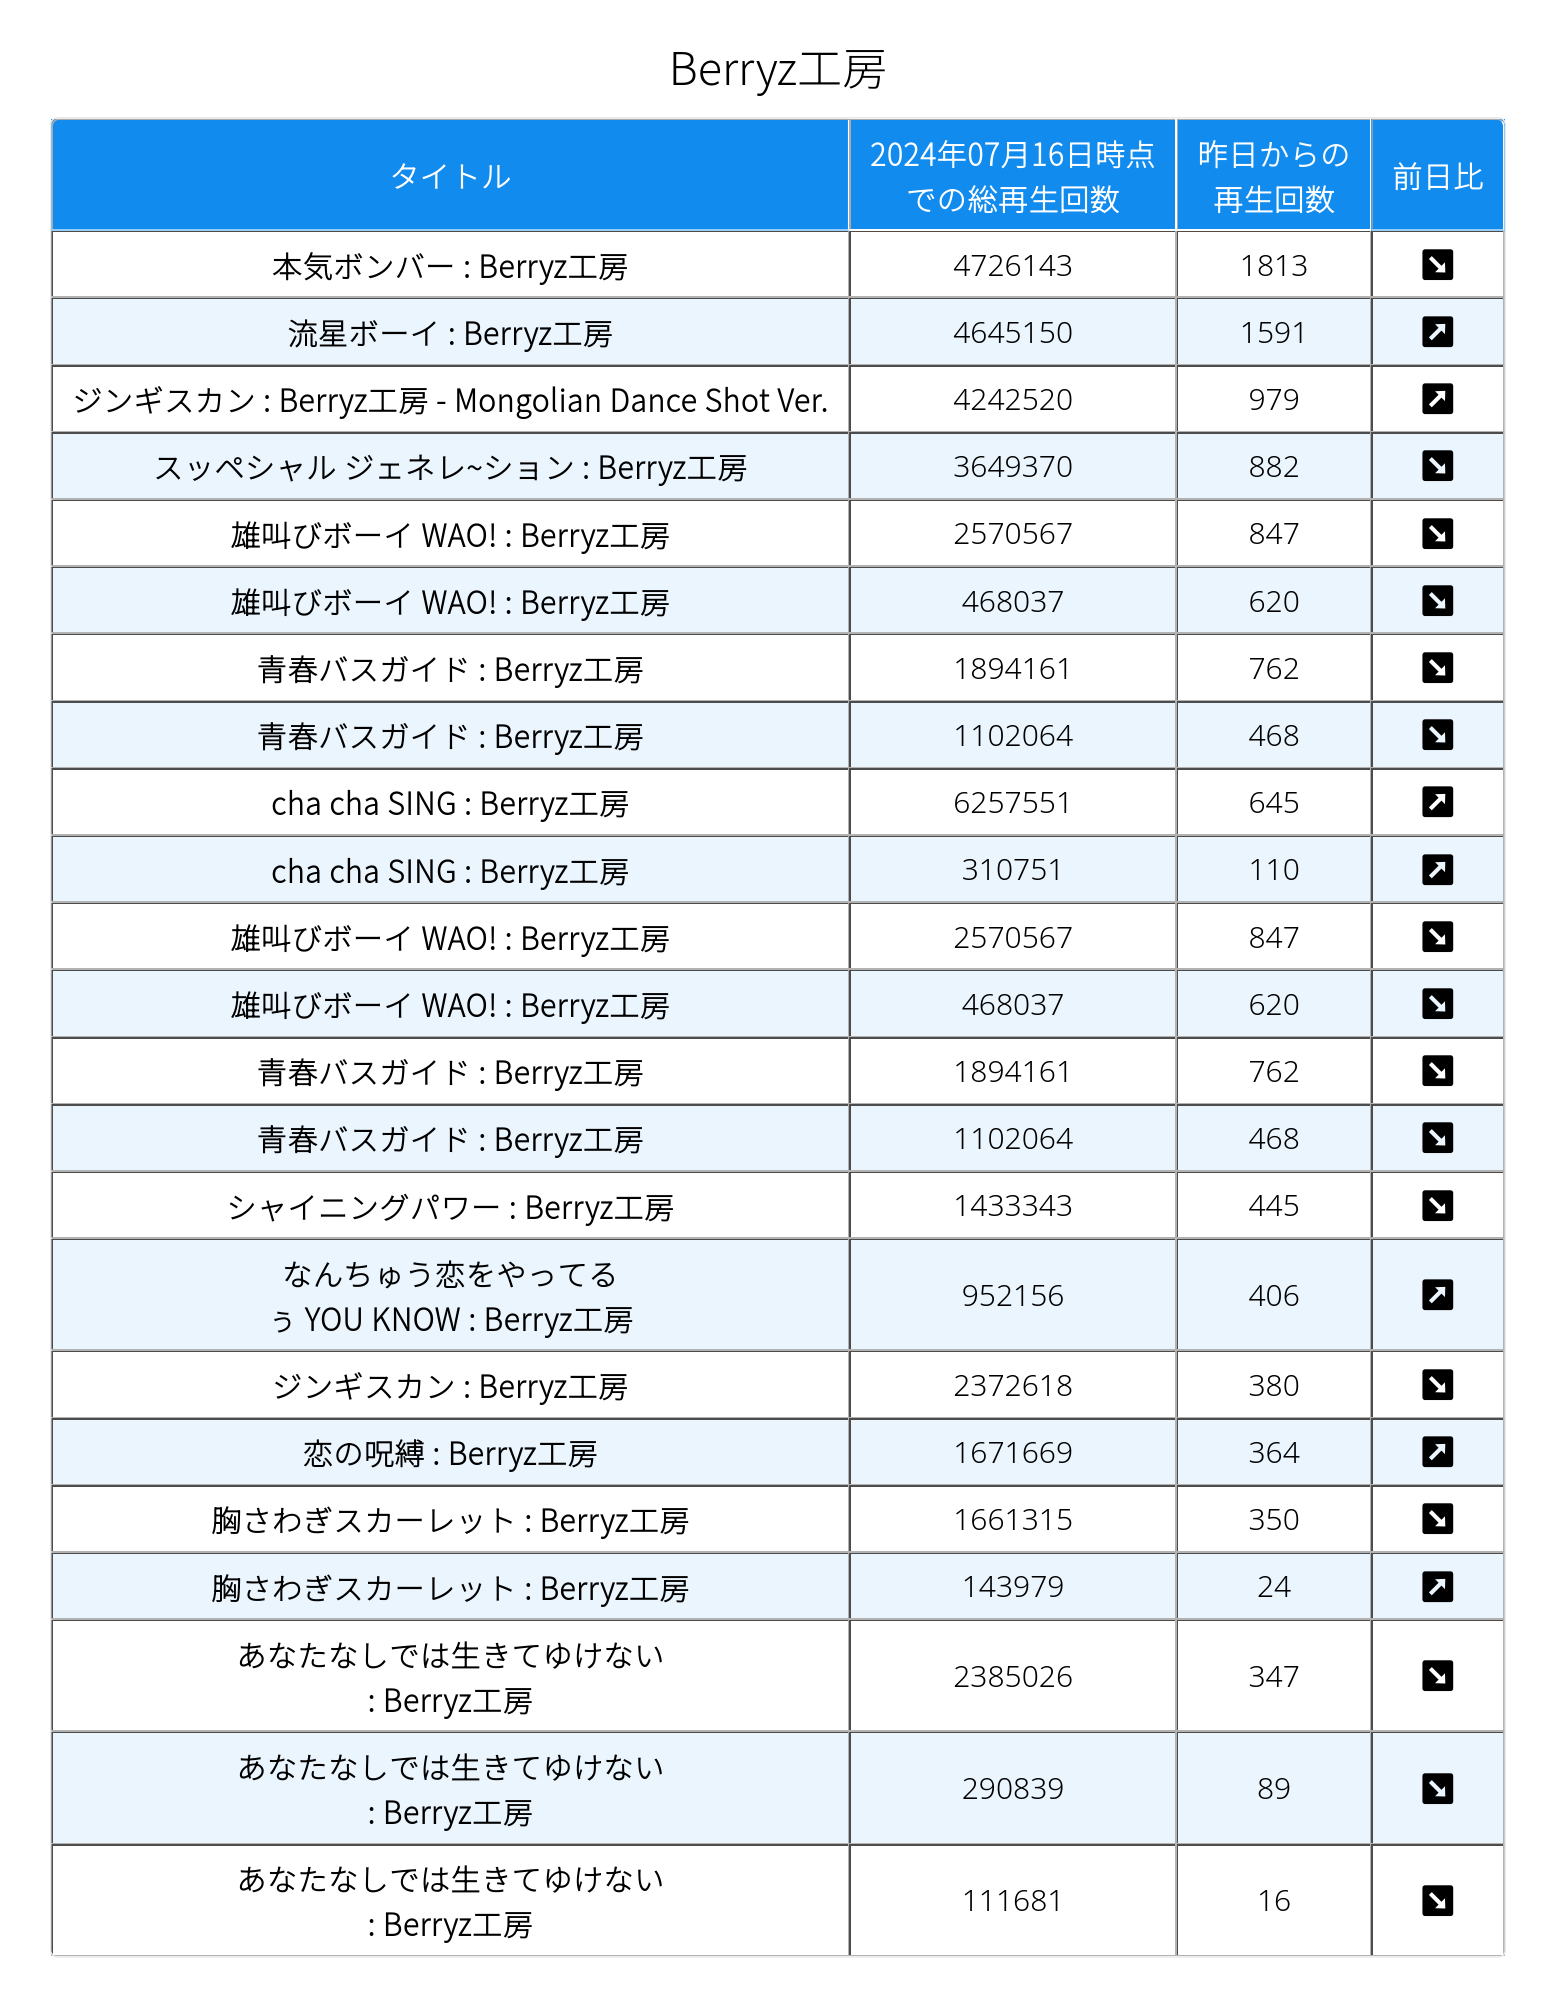 Berryz工房
タイトル
2024年07月16日時点
での総再生回数
昨日からの
再生回数
前日比
本気ボンバー : Berryz工房 4726143 1813
流星ボーイ : Berryz工房 4645150 1591
ジンギスカン : Berryz工房 - Mongolian Dance Shot Ver. 4242520 979
スッペシャル ジェネレ~ション : Berryz工房 3649370 882
雄叫びボーイ WAO! : Berryz工房 2570567 847
雄叫びボーイ WAO! : Berryz工房 468037 620
青春バスガイド : Berryz工房 1894161 762
青春バスガイド : Berryz工房 1102064 468
cha cha SING : Berryz工房 6257551 645
cha cha SING : Berryz工房 310751 110
雄叫びボーイ WAO! : Berryz工房 2570567 847
雄叫びボーイ WAO! : Berryz工房 468037 620
青春バスガイド : Berryz工房 1894161 762
青春バスガイド : Berryz工房 1102064 468
シャイニングパワー : Berryz工房 1433343 445
なんちゅう恋をやってる
ぅ YOU KNOW : Berryz工房 952156 406
ジンギスカン : Berryz工房 2372618 380
恋の呪縛 : Berryz工房 1671669 364
胸さわぎスカーレット : Berryz工房 1661315 350
胸さわぎスカーレット : Berryz工房 143979 24
あなたなしでは生きてゆけない
: Berryz工房 2385026 347
あなたなしでは生きてゆけない
: Berryz工房 290839 89
あなたなしでは生きてゆけない
: Berryz工房 111681 16